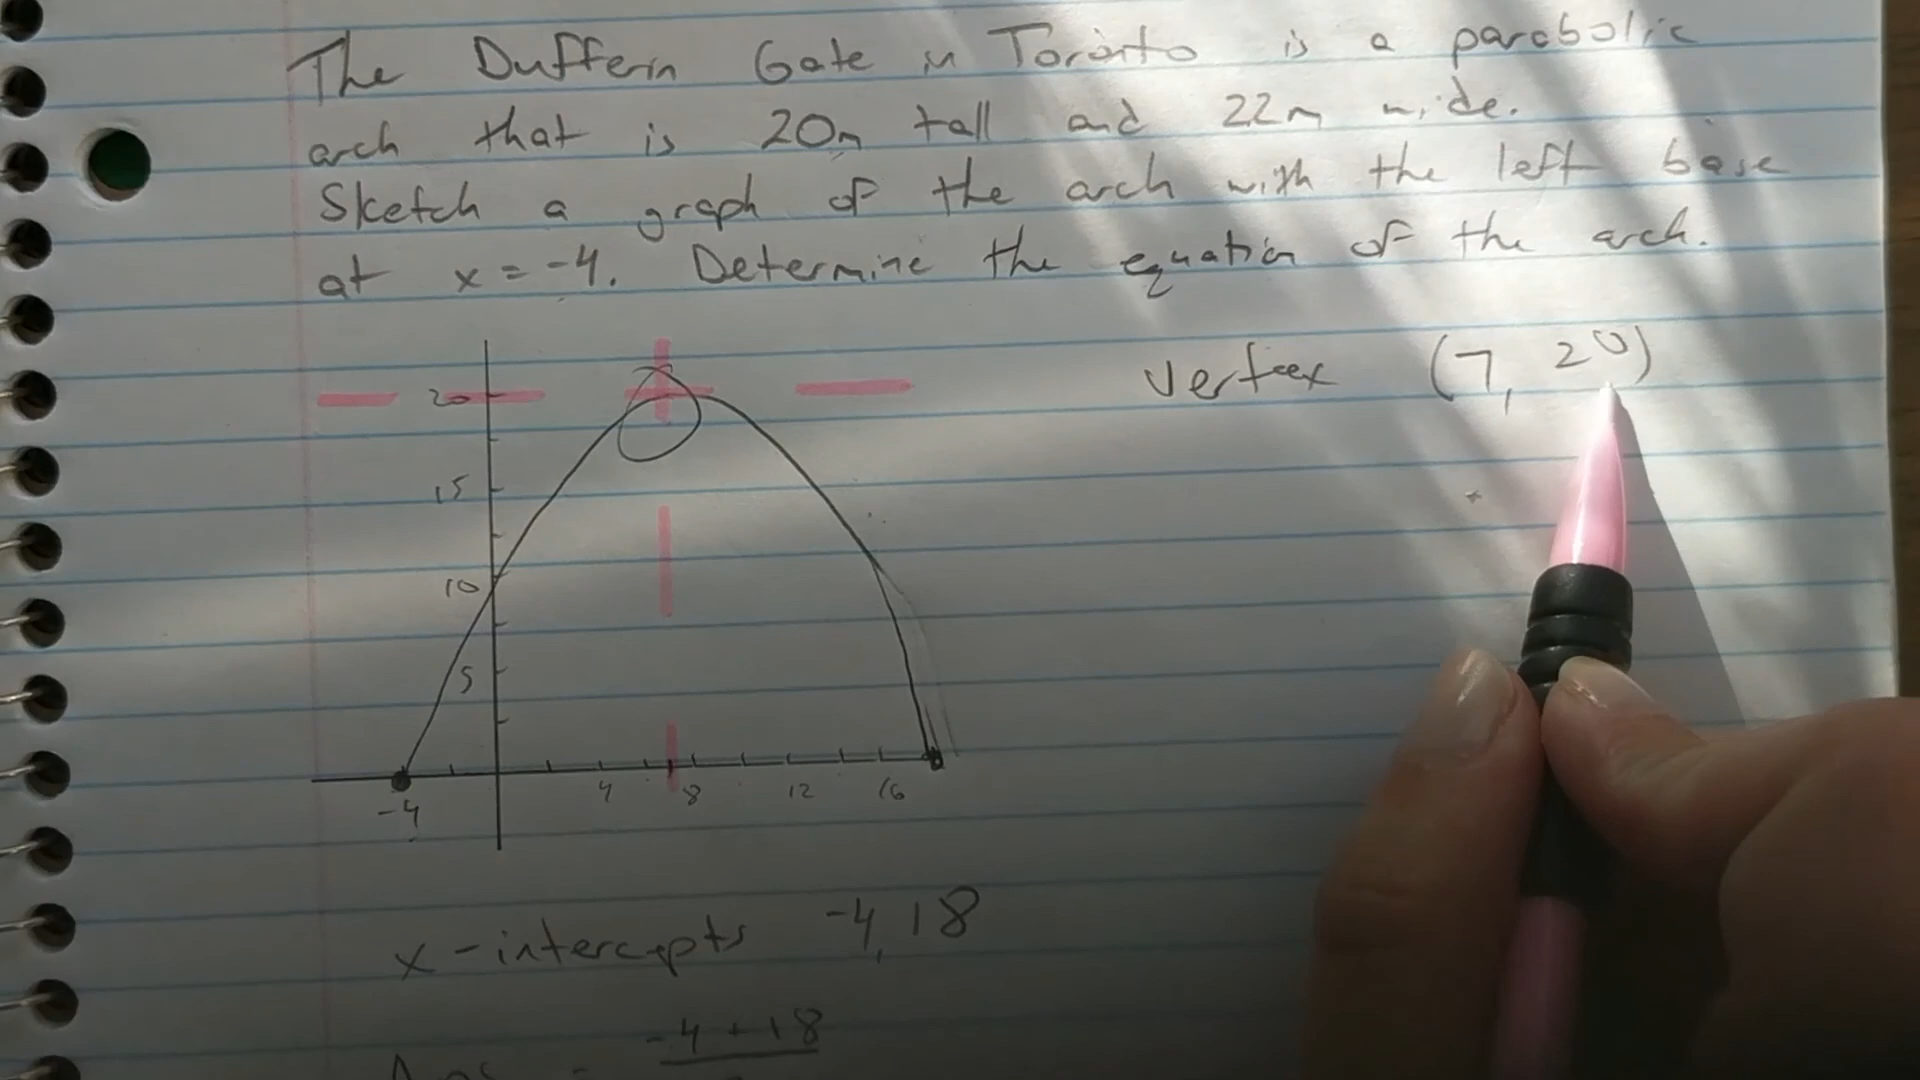 The Dufferin Gate in Toronto is a parabolic
arch that is 20m tall and 22m wide.
Sketch a graph of the arch with the left base
at x = -4. Determine the equation of the arch.
Vertex (7, 20)
20
15
10
5
-4 4 8 12 16
x-intercepts -4, 18
-4 + 18